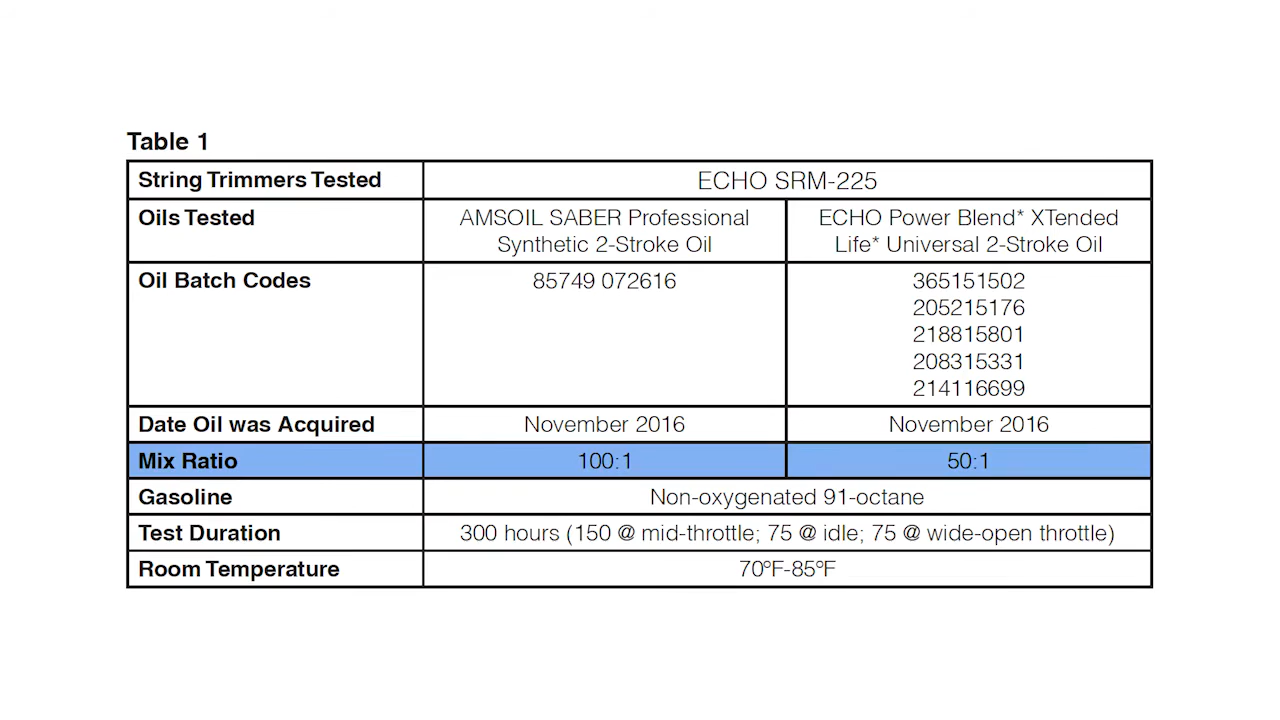 Table 1
String Trimmers Tested
ECHO SRM-225
Oils Tested
AMSOIL SABER Professional
Synthetic 2-Stroke Oil
ECHO Power Blend* XTended
Life* Universal 2-Stroke Oil
Oil Batch Codes
85749 072616
365151502
205215176
218815801
208315331
214116699
Date Oil was Acquired
November 2016
November 2016
Mix Ratio
100:1
50:1
Gasoline
Non-oxygenated 91-octane
Test Duration
300 hours (150 @ mid-throttle; 75 @ idle; 75 @ wide-open throttle)
Room Temperature
70ºF-85ºF